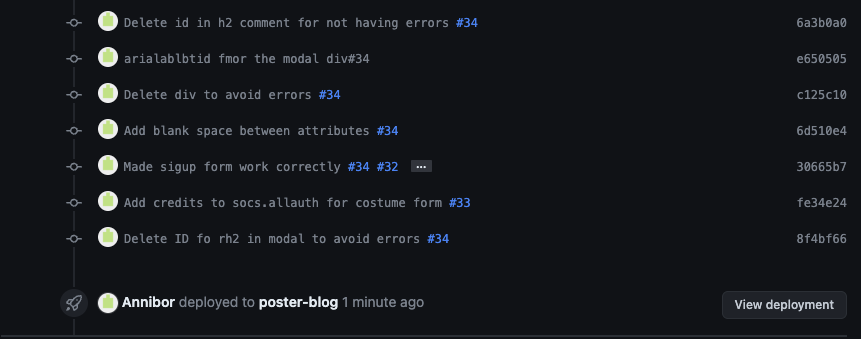 Delete id in h2 comment for not having errors #34 6a3b0a0
arialablbtid fmor the modal div#34 e650505
Delete div to avoid errors #34 c125c10
Add blank space between attributes #34 6d510e4
Made sigup form work correctly #34 #32 ... 30665b7
Add credits to socs.allauth for costume form #33 fe34e24
Delete ID fo rh2 in modal to avoid errors #34 8f4bf66
Annibor deployed to poster-blog 1 minute ago View deployment